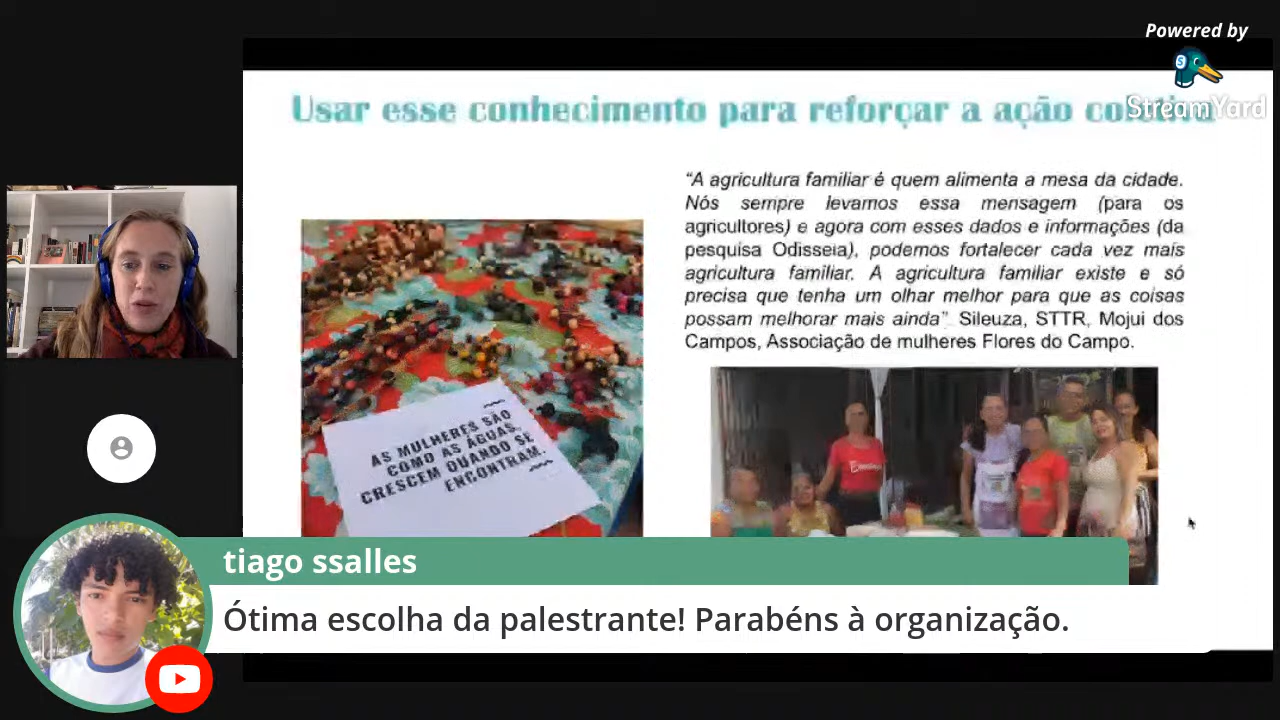 Powered by
StreamYard
Usar esse conhecimento para reforçar a ação coletiva
"A agricultura familiar é quem alimenta a mesa da cidade.
Nós sempre levamos essa mensagem (para os
agricultores) e agora com esses dados e informações (da
pesquisa Odisseia), podemos fortalecer cada vez mais
agricultura familiar. A agricultura familiar existe e só
precisa que tenha um olhar melhor para que as coisas
possam melhorar mais ainda". Sileuza, STTR, Mojui dos
Campos, Associação de mulheres Flores do Campo.
AS MULHERES SÃO
COMO AS ÁGUAS,
CRESCEM QUANDO SE
ENCONTRAM.
tiago ssalles
Ótima escolha da palestrante! Parabéns à organização.